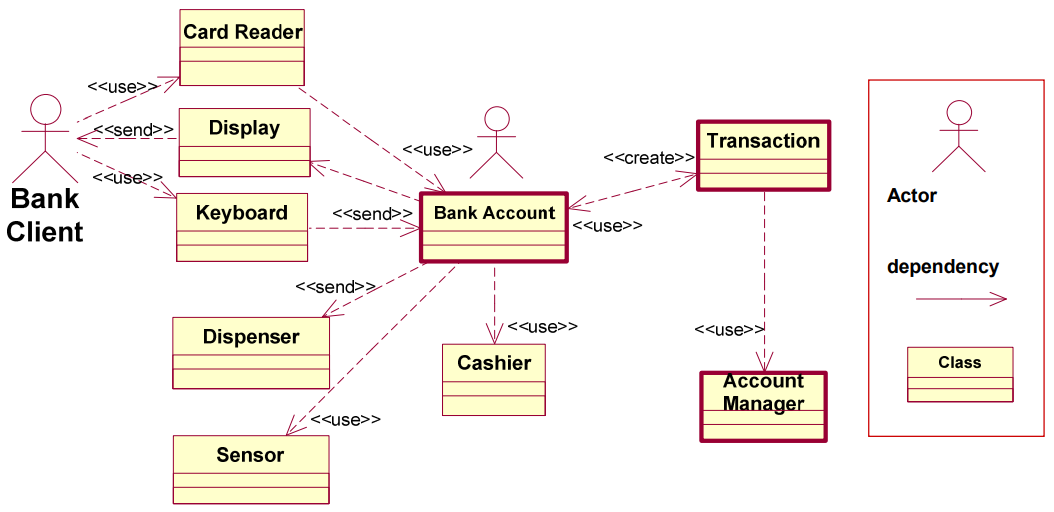 Card Reader
<<use>>
<<send>>
Display
<<use>>
<<create>>
Transaction
<<use>>
Bank
Client
Keyboard
<<send>>
Bank Account
<<use>>
Actor
dependency
<<send>>
Dispenser
<<use>>
Cashier
<<use>>
Account
Manager
Class
<<use>>
Sensor